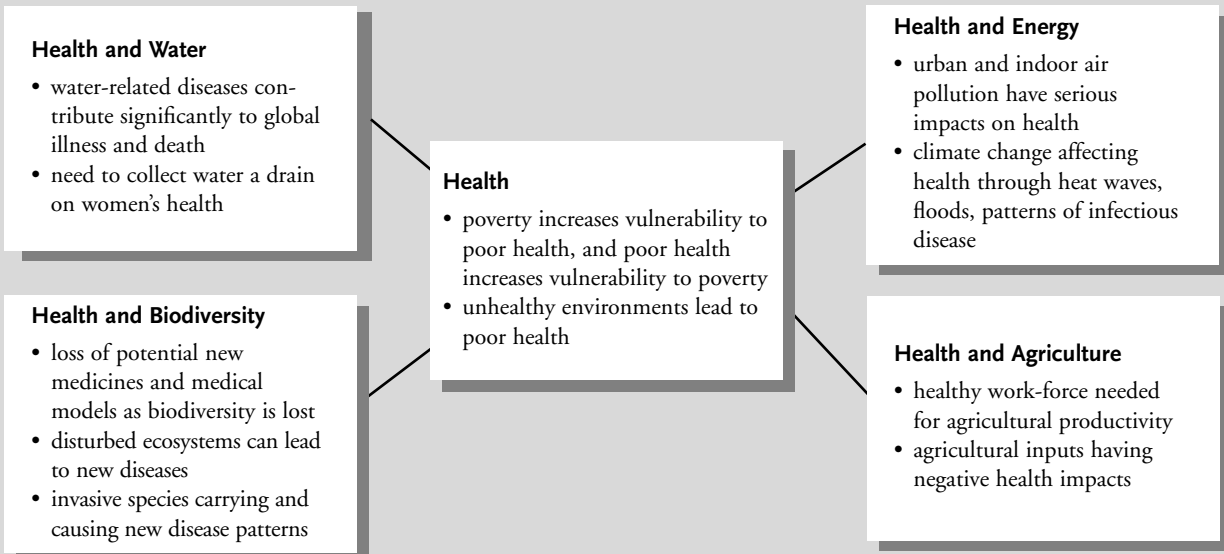 Health and Water
• water-related diseases con-
tribute significantly to global
illness and death
• need to collect water a drain
on women's health
Health and Energy
• urban and indoor air
pollution have serious
impacts on health
• climate change affecting
health through heat waves,
floods, patterns of infectious
disease
Health
• poverty increases vulnerability to
poor health, and poor health
increases vulnerability to poverty
• unhealthy environments lead to
poor health
Health and Biodiversity
• loss of potential new
medicines and medical
models as biodiversity is lost
• disturbed ecosystems can lead
to new diseases
• invasive species carrying and
causing new disease patterns
Health and Agriculture
• healthy work-force needed
for agricultural productivity
• agricultural inputs having
negative health impacts